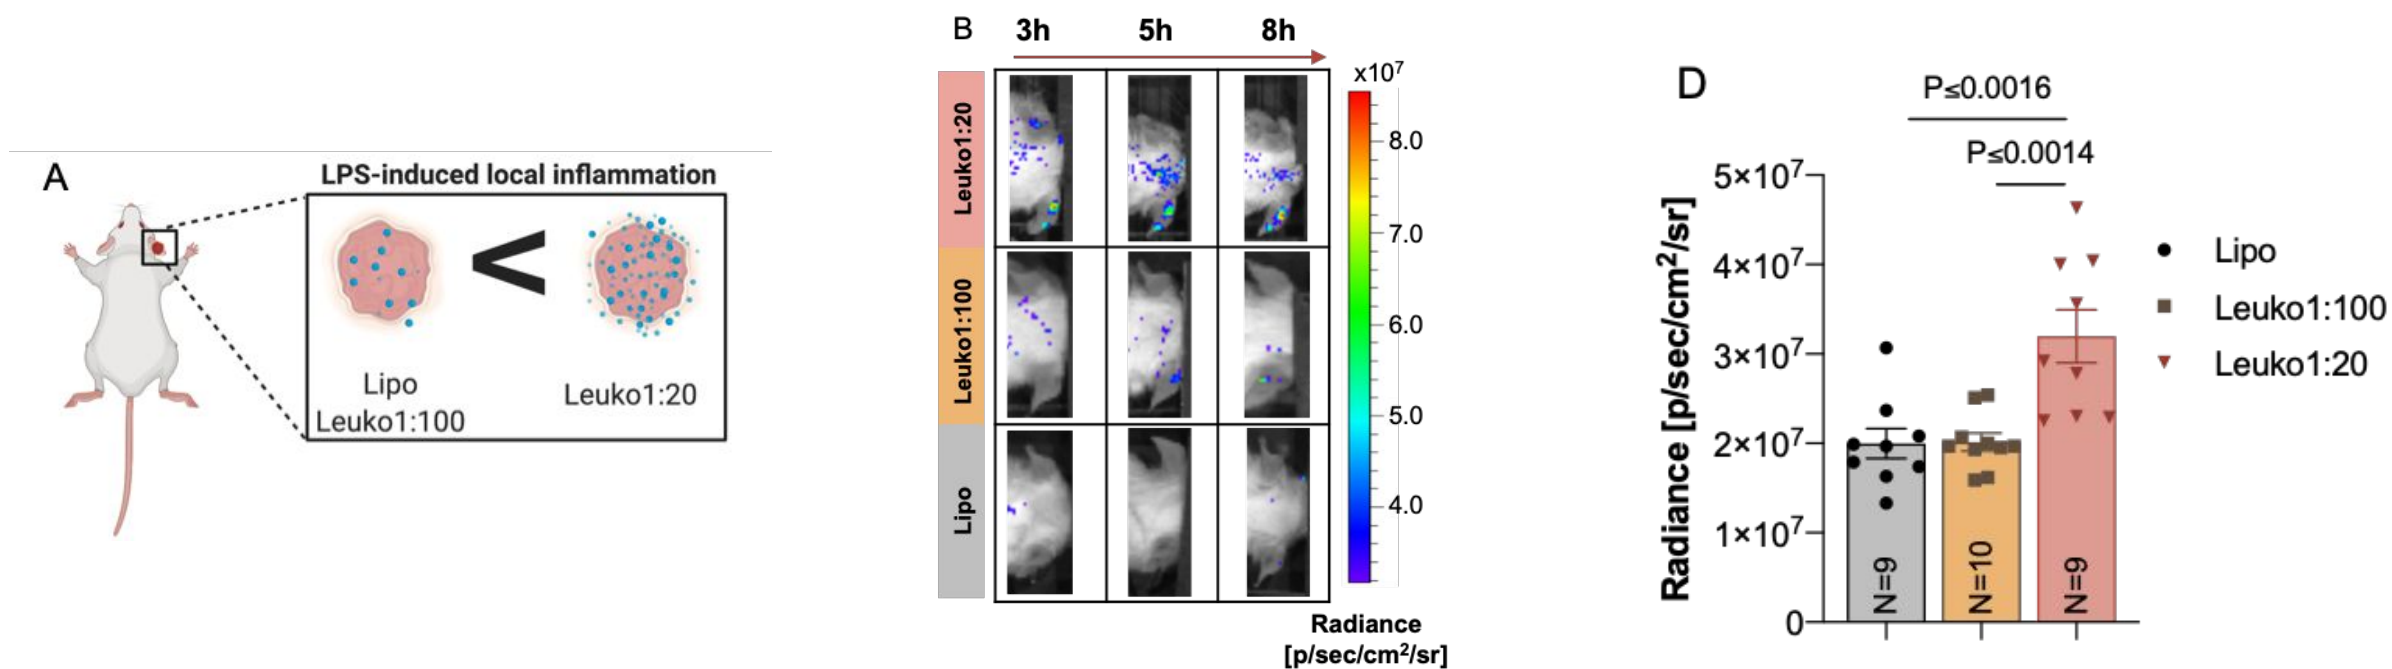 A
LPS-induced local inflammation
<
Lipo
Leuko1:100
Leuko1:20
B
3h
5h
8h
Leuko1:20
Leuko1:100
Lipo
x10⁷
8.0
7.0
6.0
5.0
4.0
Radiance
[p/sec/cm²/sr]
D
P≤0.0016
P≤0.0014
Radiance [p/sec/cm²/sr]
5×10⁷
4×10⁷
3×10⁷
2×10⁷
1×10⁷
0
N=9
N=10
N=9
Lipo
Leuko1:100
Leuko1:20